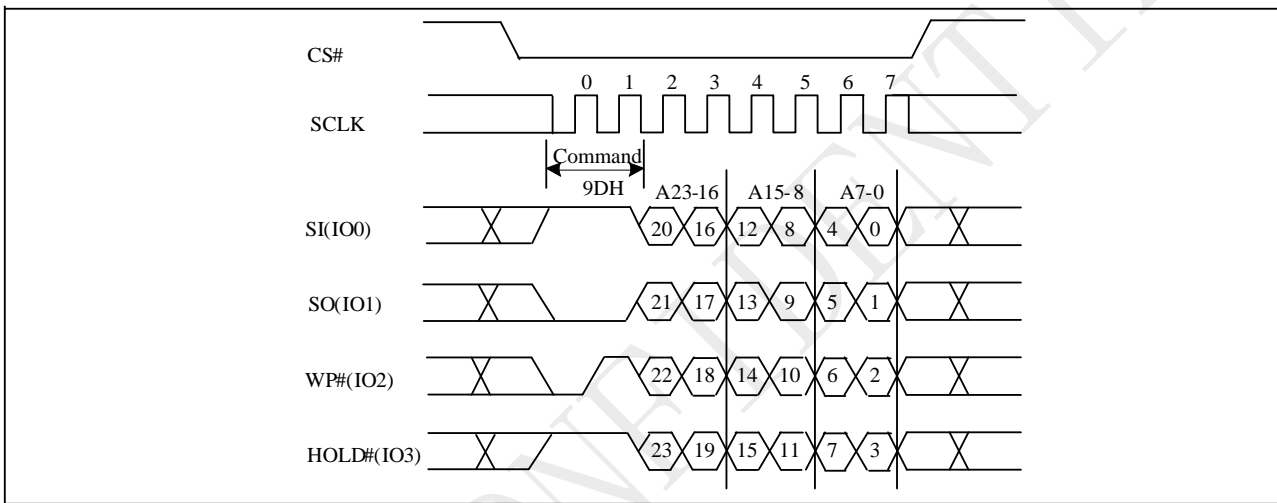 CS#
0 1 2 3 4 5 6 7
SCLK
Command
9DH
A23-16 A15-8 A7-0
SI(IO0) 20 16 12 8 4 0
SO(IO1) 21 17 13 9 5 1
WP#(IO2) 22 18 14 10 6 2
HOLD#(IO3) 23 19 15 11 7 3